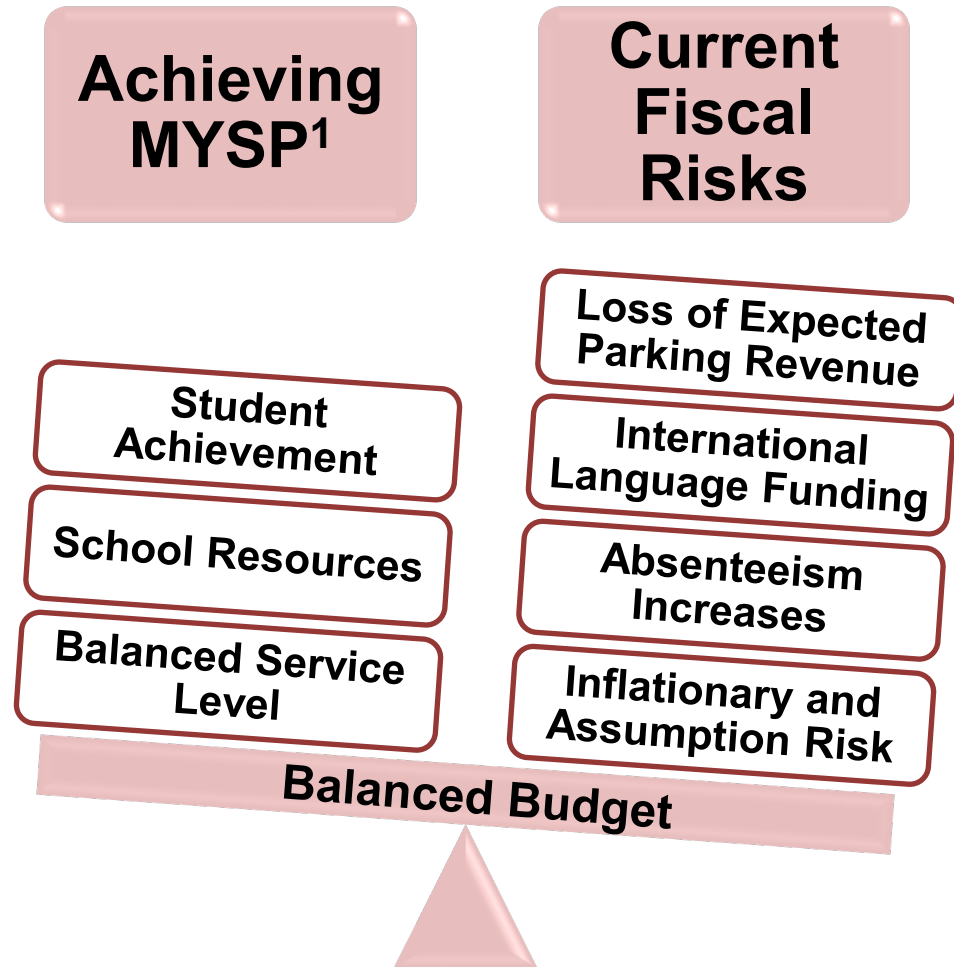 Achieving
MYSP¹
Current
Fiscal
Risks
Student
Achievement
School Resources
Balanced Service
Level
Loss of Expected
Parking Revenue
International
Language Funding
Absenteeism
Increases
Inflationary and
Assumption Risk
Balanced Budget